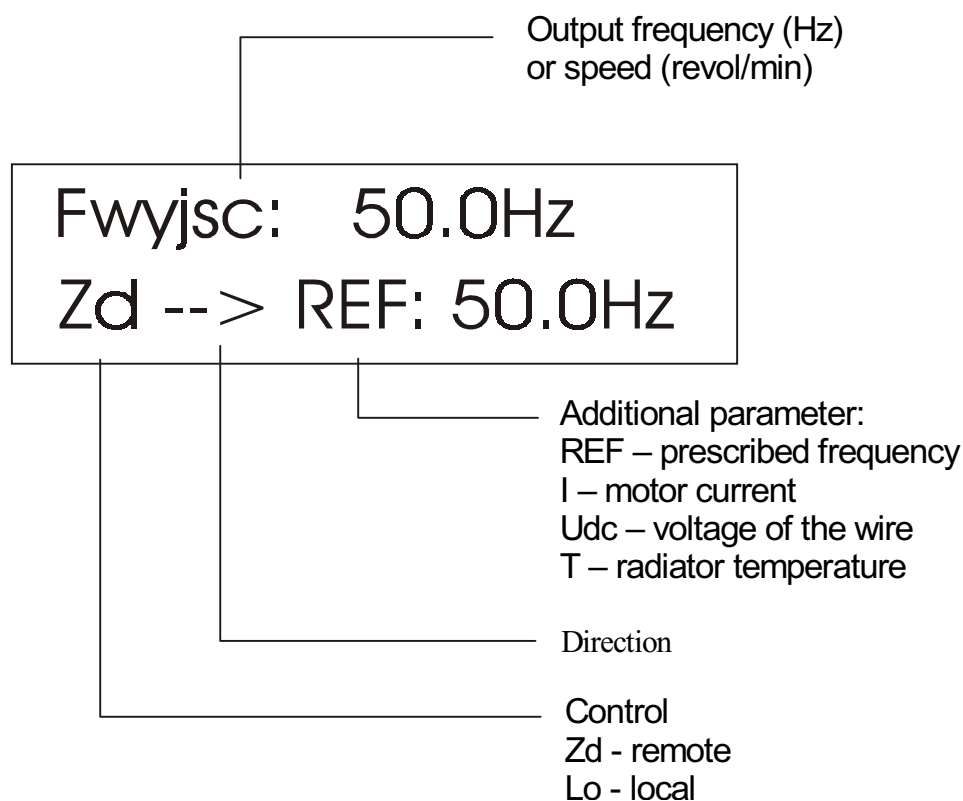 Output frequency (Hz)
or speed (revol/min)
Fwyjsc: 50.0Hz
Zd --> REF: 50.0Hz
Additional parameter:
REF – prescribed frequency
I – motor current
Udc – voltage of the wire
T – radiator temperature
Direction
Control
Zd - remote
Lo - local